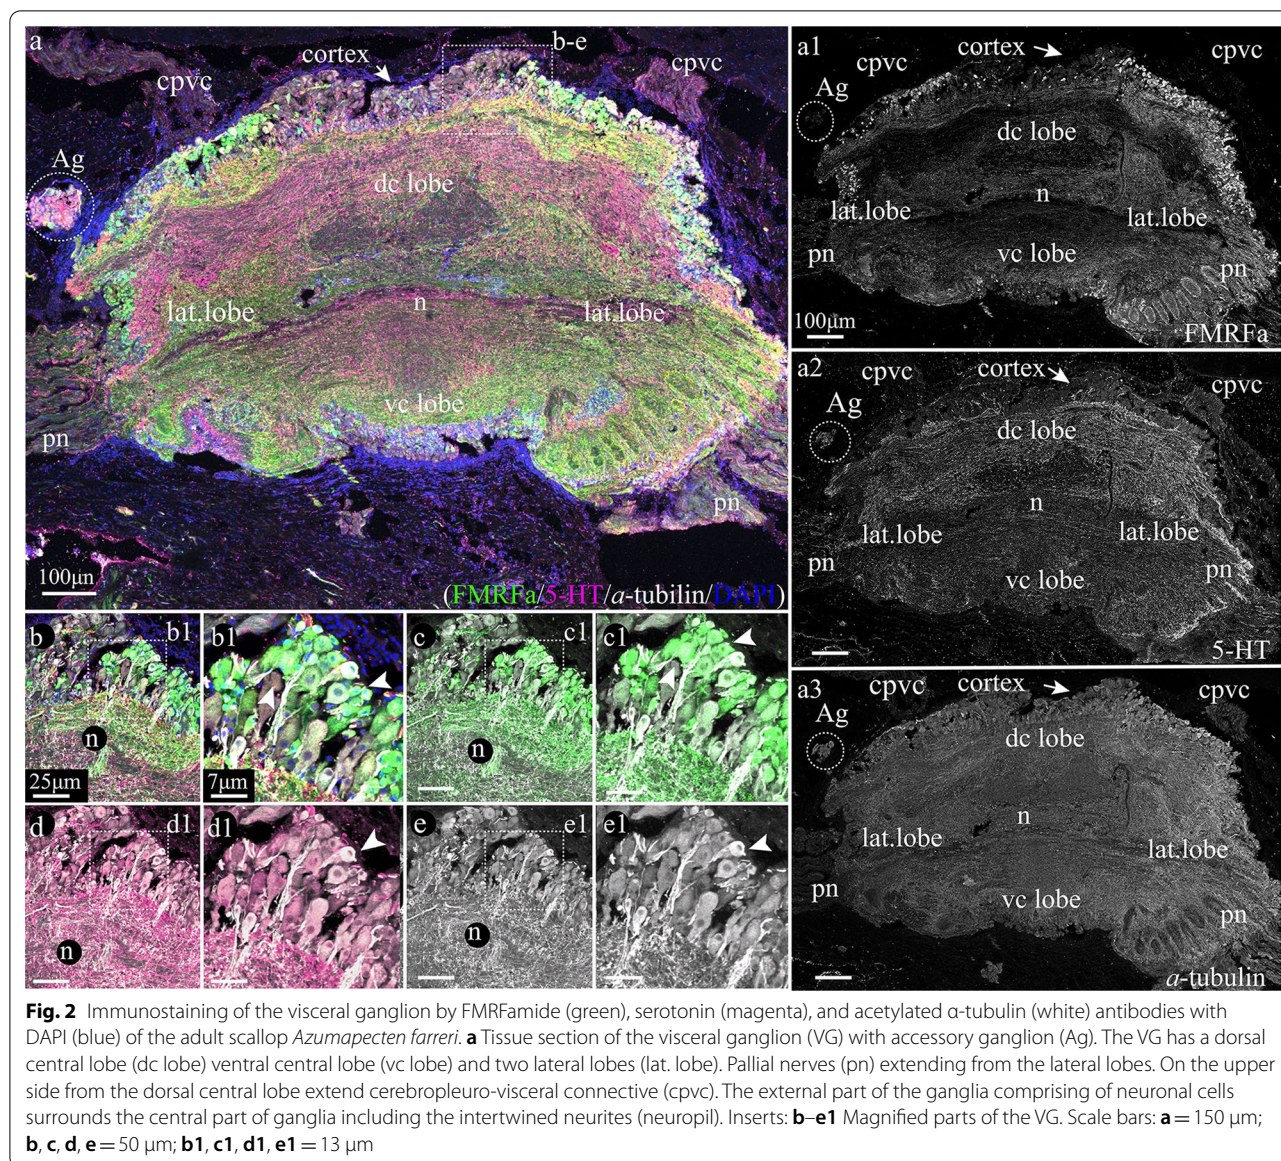 a
cortex
b-e
cpvc
cpvc
Ag
dc lobe
lat.lobe
n
lat.lobe
vc lobe
pn
pn
100μn
(FMRFa/5-HT/a-tubilin/DAPI)
a1
cortex
cpvc
cpvc
Ag
dc lobe
n
lat.lobe
lat.lobe
pn
vc lobe
pn
100μm
FMRFa
a2
cpvc
cortex
cpvc
Ag
dc lobe
n
lat.lobe
lat.lobe
pn
vc lobe
pn
5-HT
a3
cpvc
cortex
cpvc
Ag
dc lobe
n
lat.lobe
lat.lobe
pn
vc lobe
pn
a-tubulin
b
b1
n
25μm
b1
7μm
c
c1
n
c1
d
d1
n
d1
e
e1
n
e1
Fig. 2 Immunostaining of the visceral ganglion by FMRFamide (green), serotonin (magenta), and acetylated α-tubulin (white) antibodies with
DAPI (blue) of the adult scallop Azumapecten farreri. a Tissue section of the visceral ganglion (VG) with accessory ganglion (Ag). The VG has a dorsal
central lobe (dc lobe) ventral central lobe (vc lobe) and two lateral lobes (lat. lobe). Pallial nerves (pn) extending from the lateral lobes. On the upper
side from the dorsal central lobe extend cerebropleuro-visceral connective (cpvc). The external part of the ganglia comprising of neuronal cells
surrounds the central part of ganglia including the intertwined neurites (neuropil). Inserts: b–e1 Magnified parts of the VG. Scale bars: a = 150 μm;
b, c, d, e = 50 μm; b1, c1, d1, e1 = 13 μm